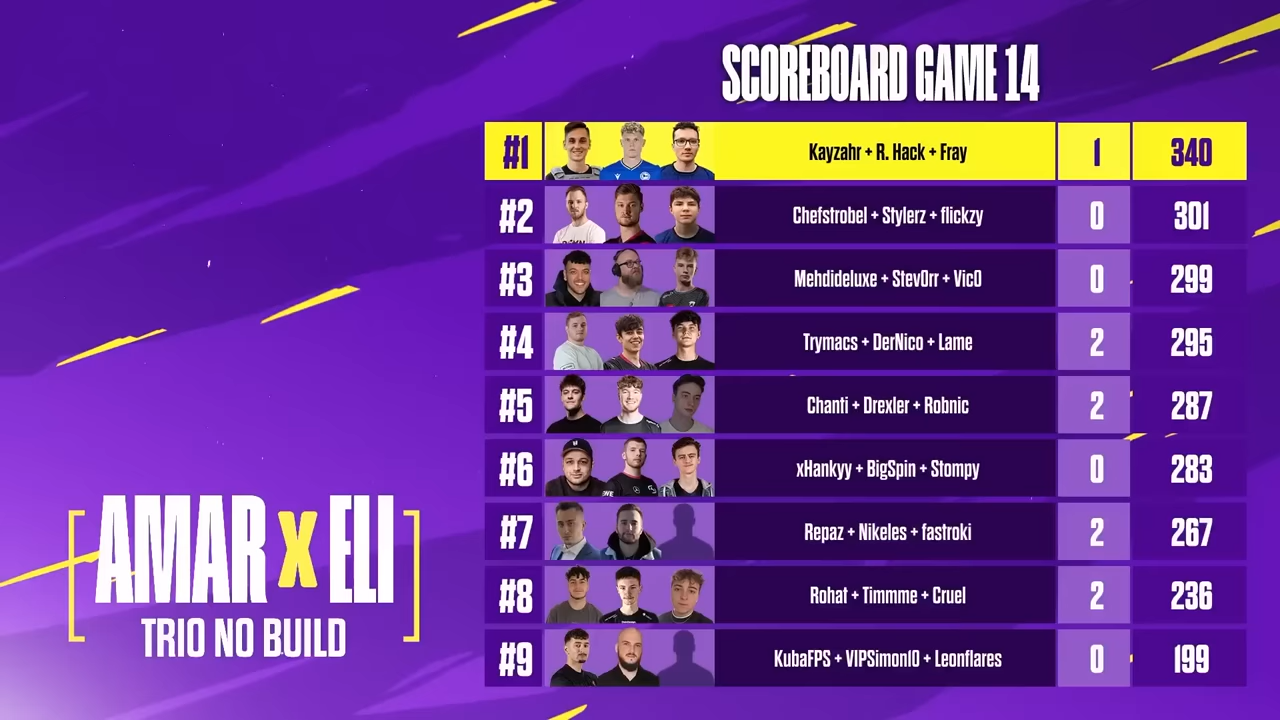 SCOREBOARD GAME 14
#1 Kayzahr + R. Hack + Fray 1 340
#2 Chefstrobel + Stylerz + flickzy 0 301
#3 Mehdideluxe + Stev0rr + Vic0 0 299
#4 Trymacs + DerNico + Lame 2 295
#5 Chanti + Drexler + Robnic 2 287
#6 xHankyy + BigSpin + Stompy 0 283
#7 Repaz + Nikeles + fastroki 2 267
#8 Rohat + Timmme + Cruel 2 236
#9 KubaFPS + VIPSimon10 + Leonflares 0 199
AMAR X ELI
TRIO NO BUILD